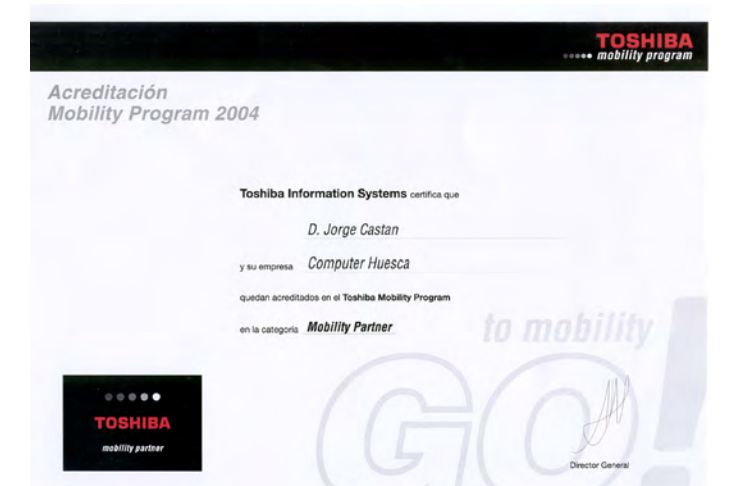 TOSHIBA
mobility program
Acreditación
Mobility Program 2004
Toshiba Information Systems certifica que
D. Jorge Castan
y su empresa Computer Huesca
quedan acreditados en el Toshiba Mobility Program
en la categoría Mobility Partner
to mobility
GO!
TOSHIBA
mobility partner
Director General